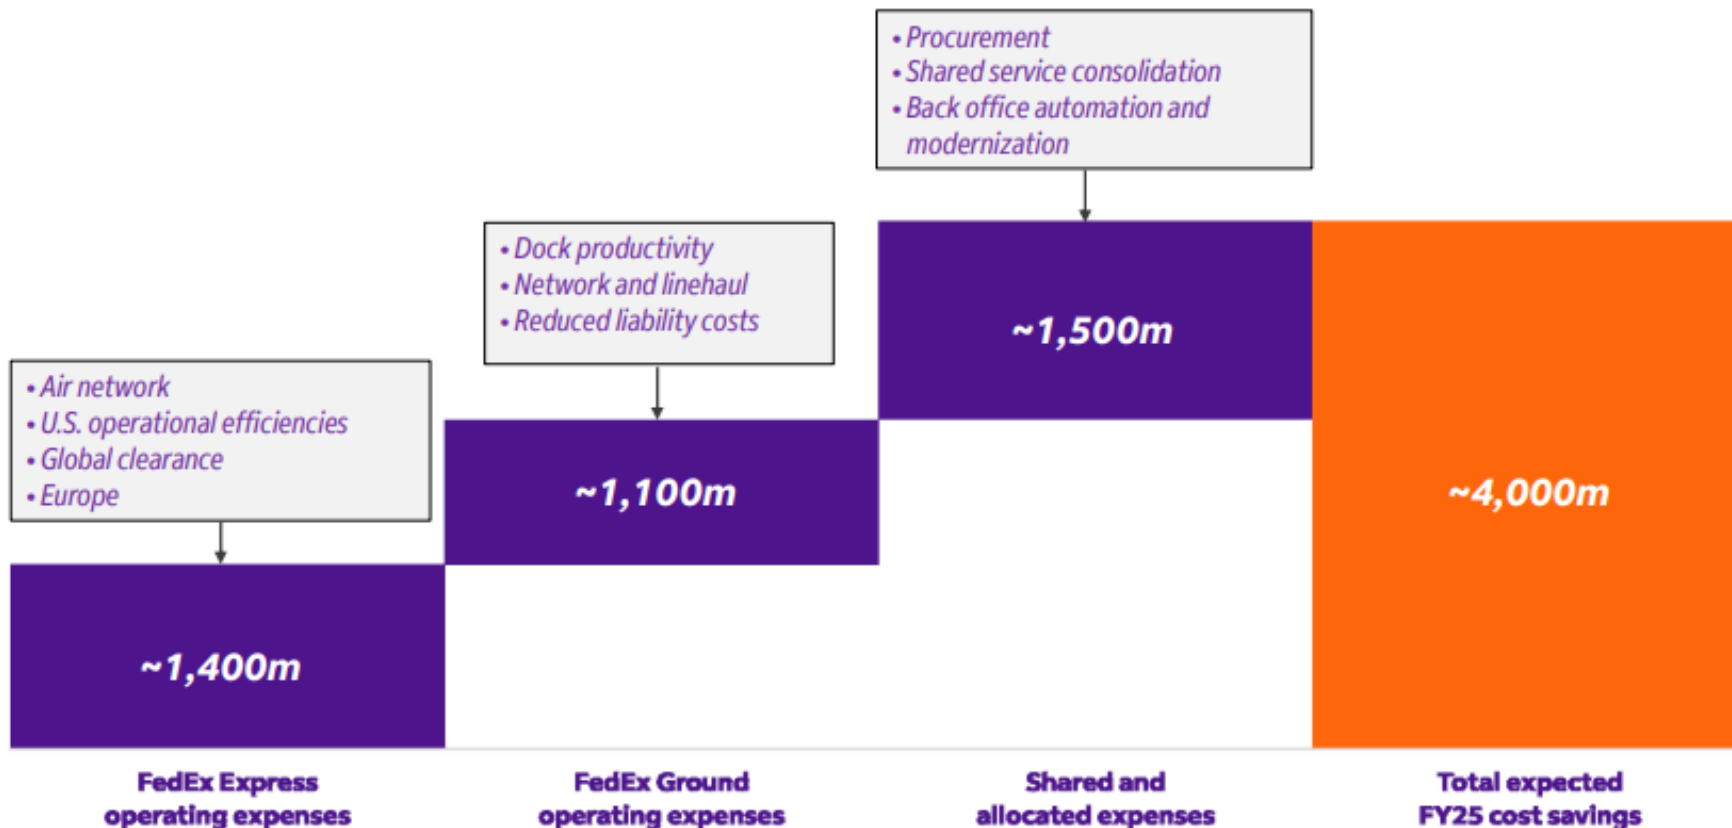 • Procurement
• Shared service consolidation
• Back office automation and
modernization
• Dock productivity
• Network and linehaul
• Reduced liability costs
~1,500m
• Air network
• U.S. operational efficiencies
• Global clearance
• Europe
~1,100m
~4,000m
~1,400m
FedEx Express
operating expenses
FedEx Ground
operating expenses
Shared and
allocated expenses
Total expected
FY25 cost savings